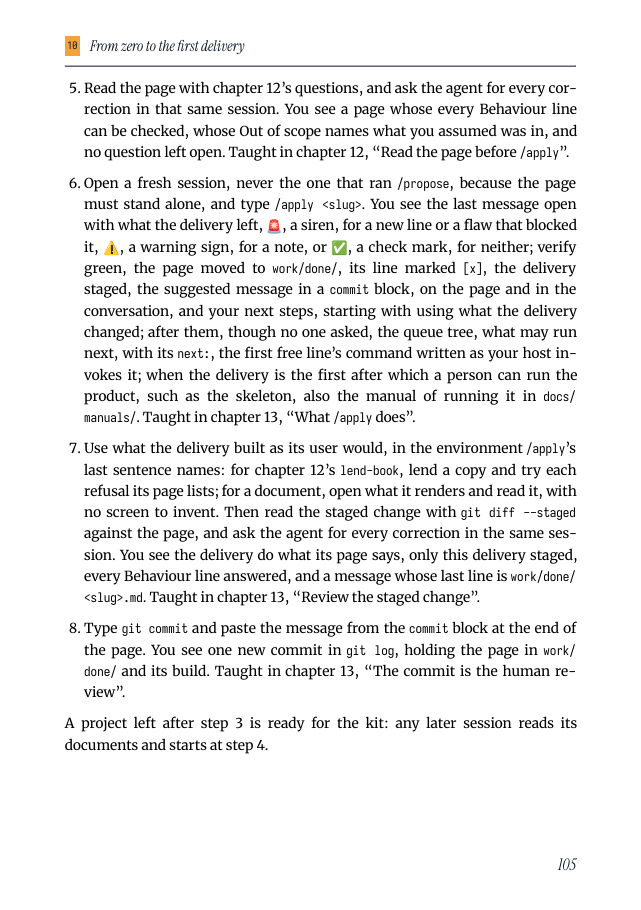 10 From zero to the first delivery
5. Read the page with chapter 12’s questions, and ask the agent for every cor-
rection in that same session. You see a page whose every Behaviour line
can be checked, whose Out of scope names what you assumed was in, and
no question left open. Taught in chapter 12, “Read the page before /apply”.
6. Open a fresh session, never the one that ran /propose, because the page
must stand alone, and type /apply <slug>. You see the last message open
with what the delivery left, 🚨, a siren, for a new line or a flaw that blocked
it, ⚠️, a warning sign, for a note, or ✅, a check mark, for neither; verify
green, the page moved to work/done/, its line marked [x], the delivery
staged, the suggested message in a commit block, on the page and in the
conversation, and your next steps, starting with using what the delivery
changed; after them, though no one asked, the queue tree, what may run
next, with its next:, the first free line’s command written as your host in-
vokes it; when the delivery is the first after which a person can run the
product, such as the skeleton, also the manual of running it in docs/
manuals/. Taught in chapter 13, “What /apply does”.
7. Use what the delivery built as its user would, in the environment /apply’s
last sentence names: for chapter 12’s lend-book, lend a copy and try each
refusal its page lists; for a document, open what it renders and read it, with
no screen to invent. Then read the staged change with git diff --staged
against the page, and ask the agent for every correction in the same ses-
sion. You see the delivery do what its page says, only this delivery staged,
every Behaviour line answered, and a message whose last line is work/done/
<slug>.md. Taught in chapter 13, “Review the staged change”.
8. Type git commit and paste the message from the commit block at the end of
the page. You see one new commit in git log, holding the page in work/
done/ and its build. Taught in chapter 13, “The commit is the human re-
view”.
A project left after step 3 is ready for the kit: any later session reads its
documents and starts at step 4.
105